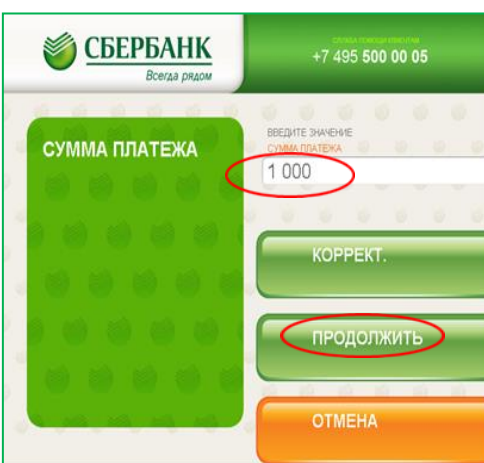 СБЕРБАНК
Всегда рядом
СЛУЖБА ПОМОЩИ КЛИЕНТАМ
+7 495 500 00 05
СУММА ПЛАТЕЖА
ВВЕДИТЕ ЗНАЧЕНИЕ
СУММА ПЛАТЕЖА
1 000
КОРРЕКТ.
ПРОДОЛЖИТЬ
ОТМЕНА